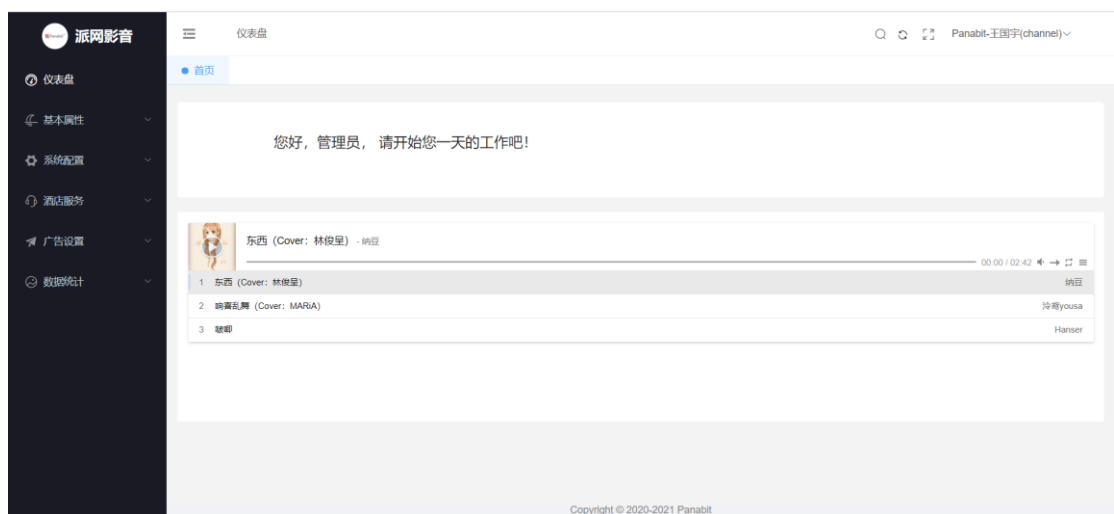 派网影音
仪表盘
Panabit-王国宇(channel)
仪表盘
首页
基本属性
系统配置
酒店服务
广告设置
数据统计
您好，管理员， 请开始您一天的工作吧！
东西（Cover：林俊呈） - 纳豆
00:00 / 02:42
1 东西（Cover：林俊呈） 纳豆
2 响喜乱舞（Cover：MARiA） 泠鸢yousa
3 啵唧 Hanser
Copyright © 2020-2021 Panabit